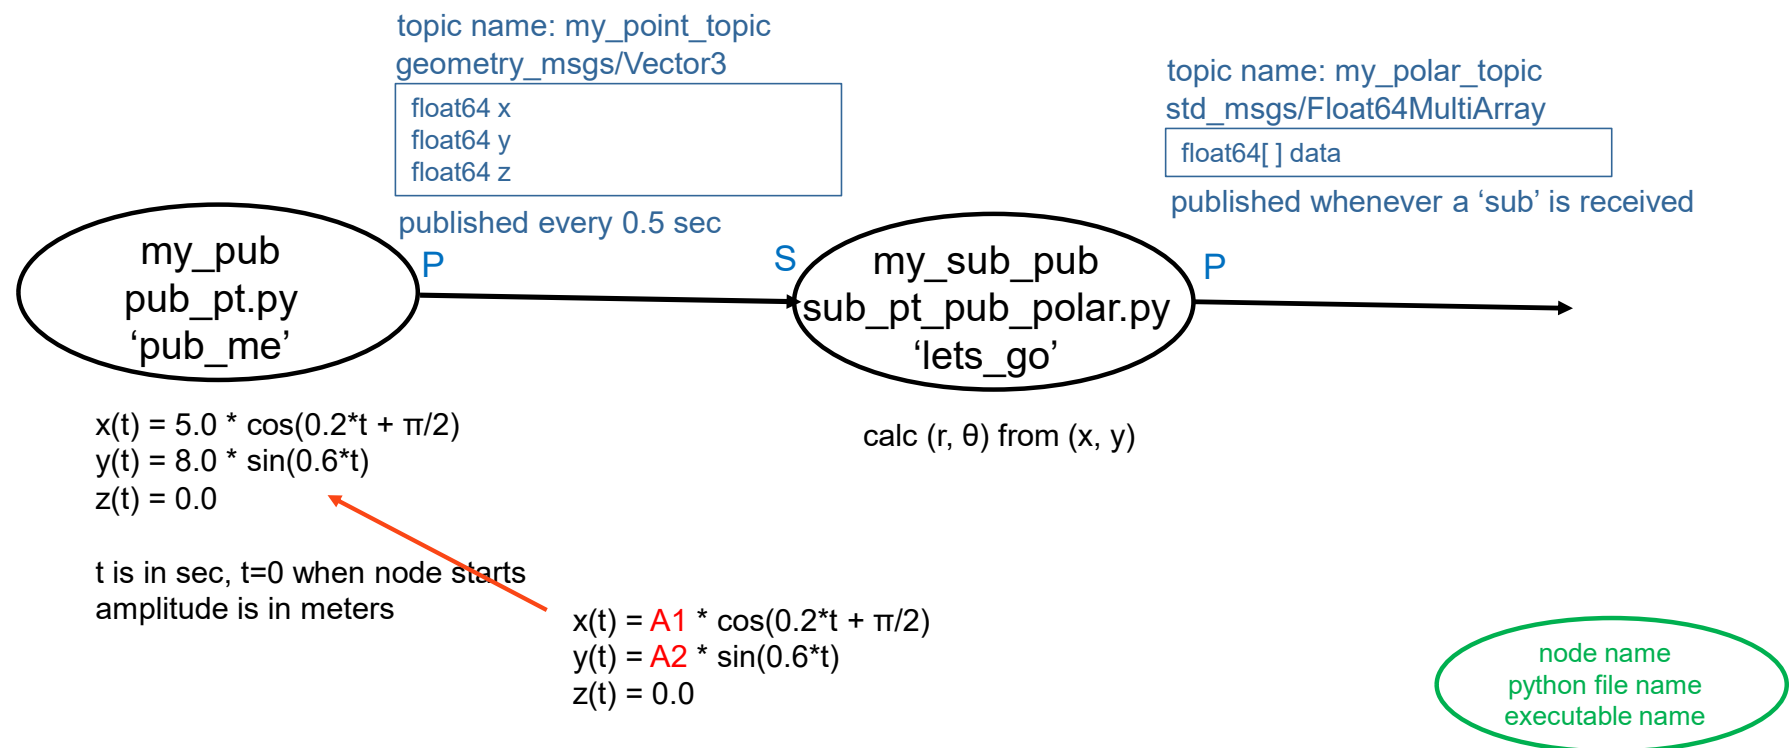 topic name: my_point_topic
geometry_msgs/Vector3
float64 x
float64 y
float64 z
published every 0.5 sec
topic name: my_polar_topic
std_msgs/Float64MultiArray
float64[ ] data
published whenever a ‘sub’ is received
my_pub
pub_pt.py
‘pub_me’
P
S
my_sub_pub
sub_pt_pub_polar.py
‘lets_go’
P
x(t) = 5.0 * cos(0.2*t + π/2)
y(t) = 8.0 * sin(0.6*t)
z(t) = 0.0
calc (r, θ) from (x, y)
t is in sec, t=0 when node starts
amplitude is in meters
x(t) = A1 * cos(0.2*t + π/2)
y(t) = A2 * sin(0.6*t)
z(t) = 0.0
node name
python file name
executable name